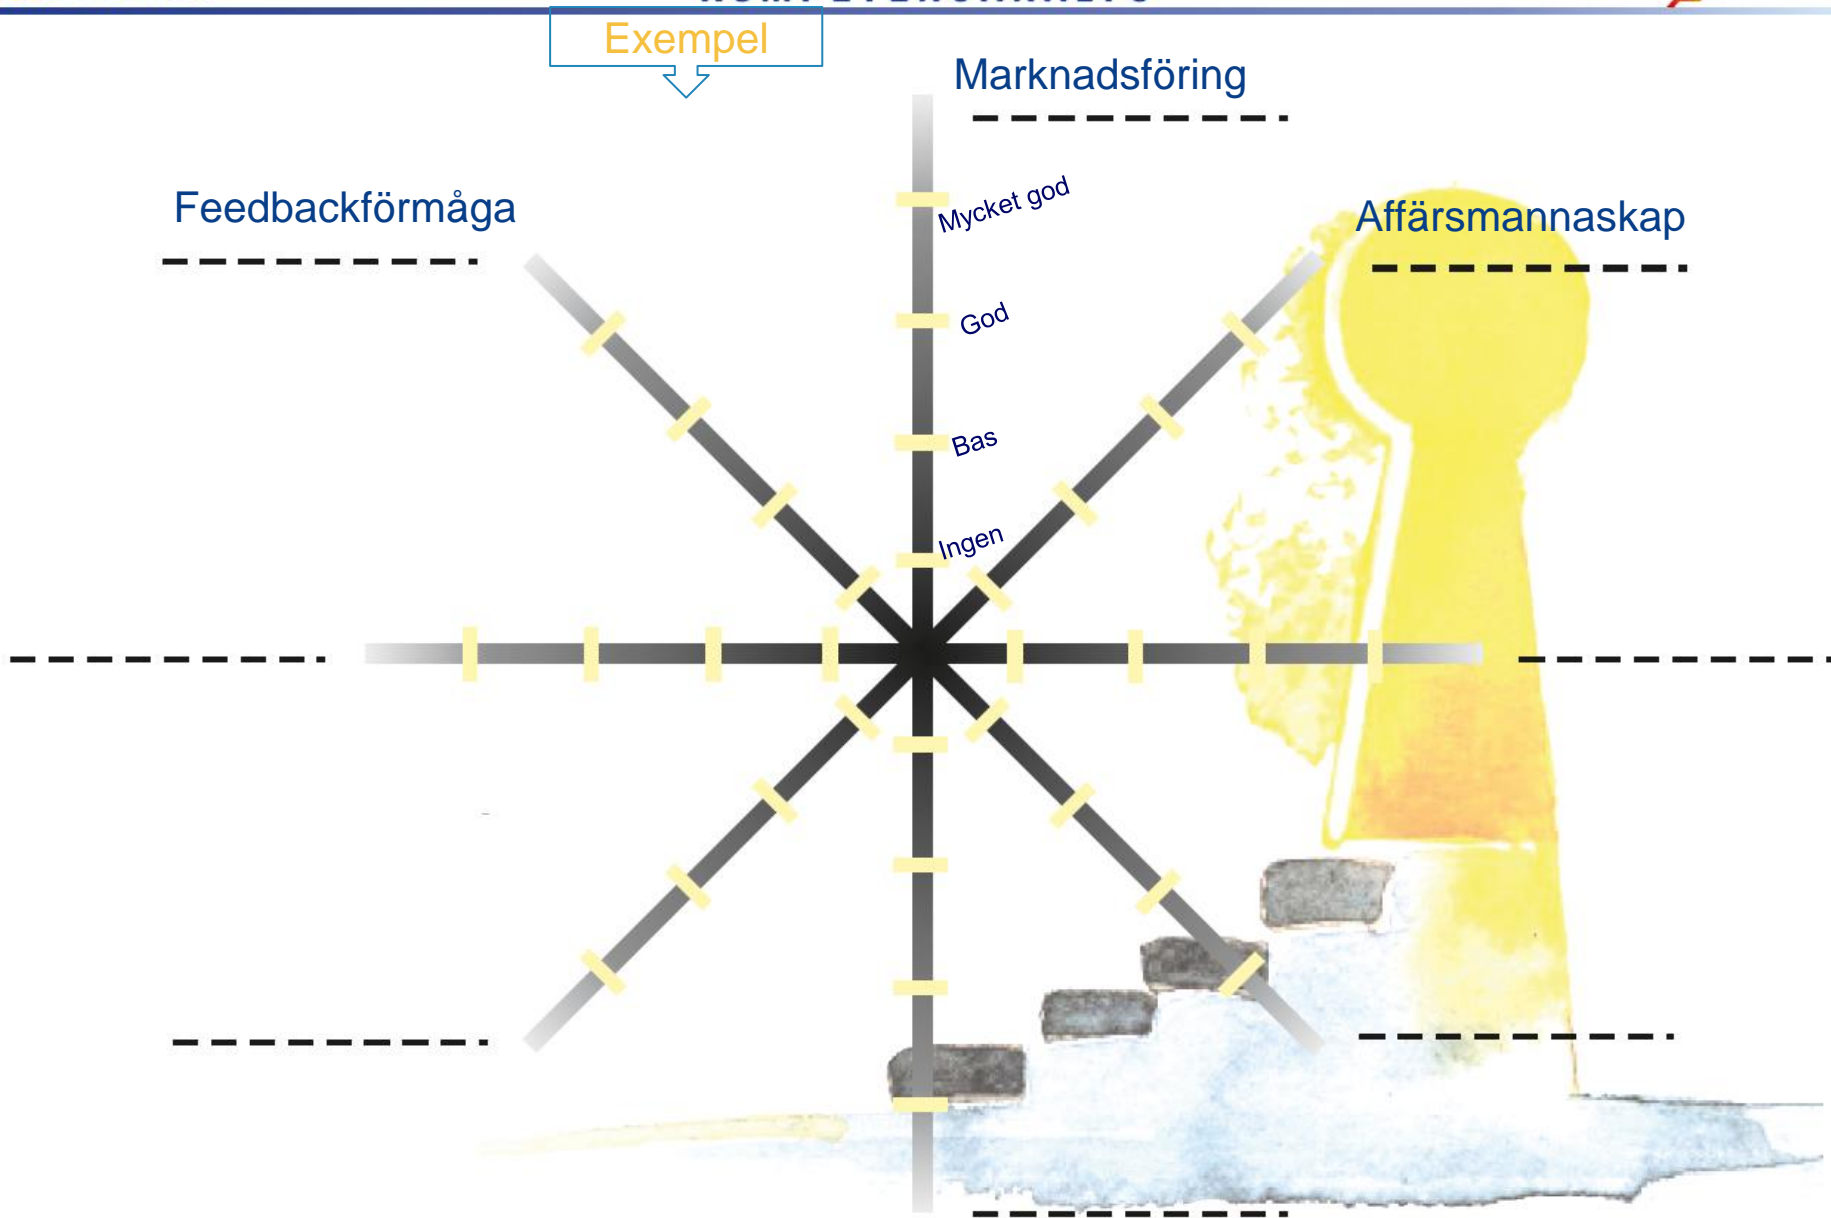 Exempel
Marknadsföring
Feedbackförmåga
Mycket god
Affärsmannaskap
God
Bas
Ingen